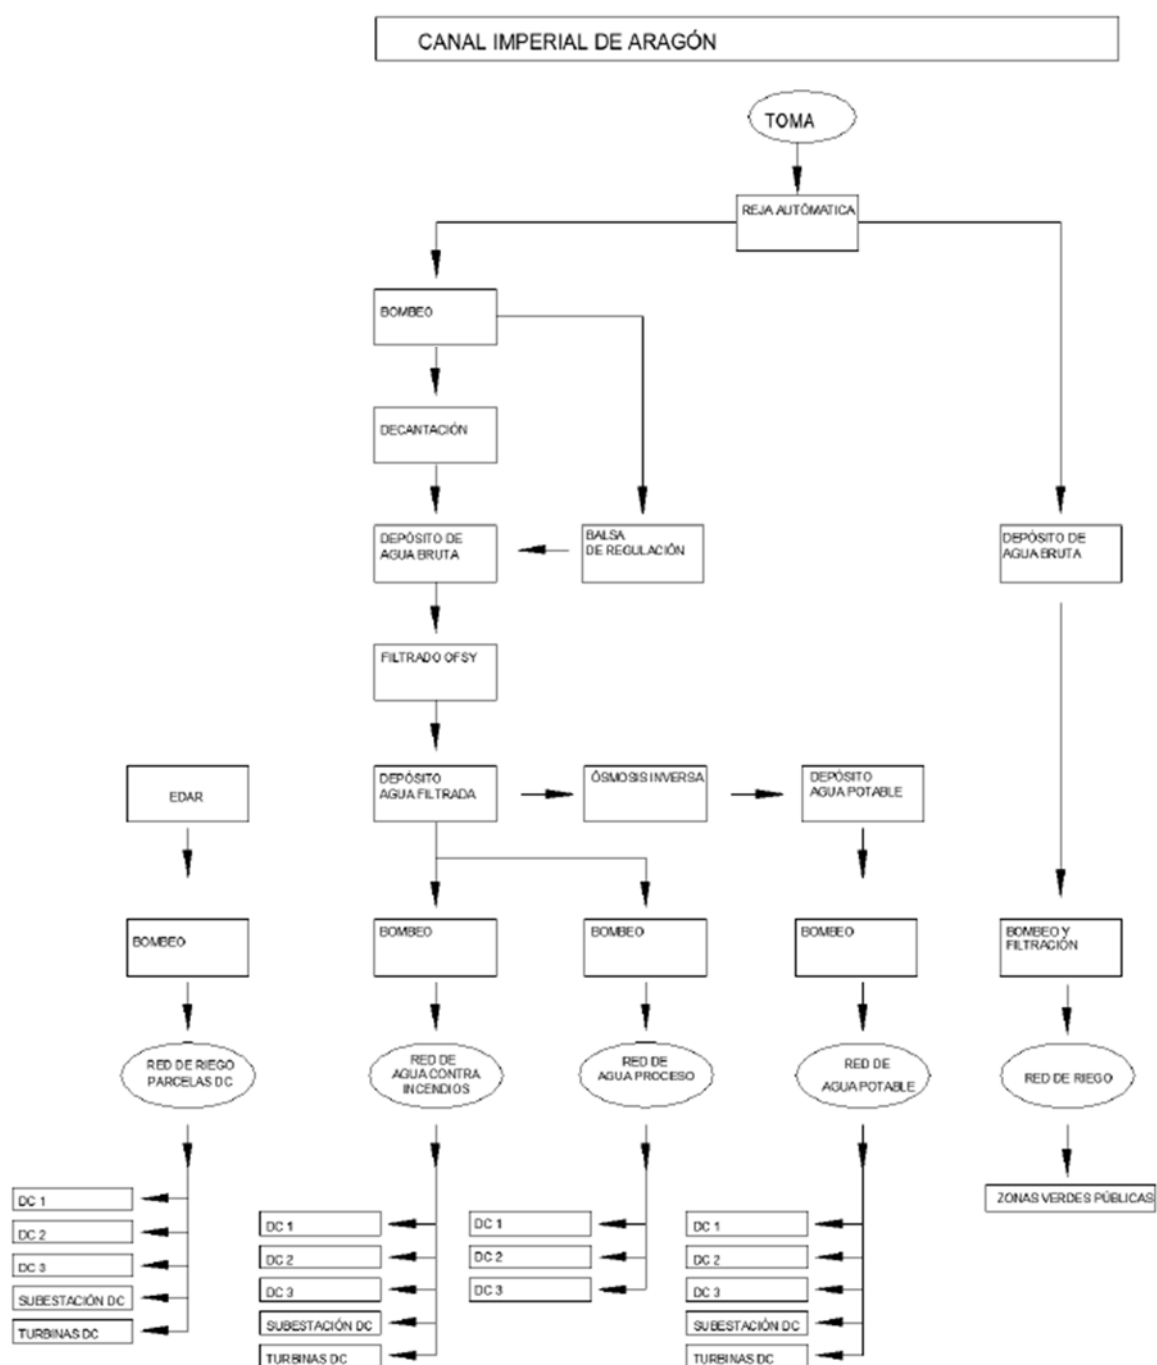 CANAL IMPERIAL DE ARAGÓN
TOMA
REJA AUTÓMATICA
BOMBEO
DECANTACIÓN
DEPÓSITO DE
AGUA BRUTA
BALSA
DE REGULACIÓN
DEPÓSITO DE
AGUA BRUTA
FILTRADO OFSY
EDAR
DEPÓSITO
AGUA FILTRADA
ÓSMOSIS INVERSA
DEPÓSITO
AGUA POTABLE
BOMBEO
BOMBEO
BOMBEO
BOMBEO
BOMBEO y
FILTRACIÓN
RED DE RIEGO
PARCELAS DC
RED DE
AGUA CONTRA
INCENDIOS
RED DE
AGUA PROCESO
RED DE
AGUA POTABLE
RED DE RIEGO
DC 1
DC 2
DC 3
SUBESTACIÓN DC
TURBINAS DC
DC 1
DC 2
DC 3
SUBESTACIÓN DC
TURBINAS DC
DC 1
DC 2
DC 3
DC 1
DC 2
DC 3
SUBESTACIÓN DC
TURBINAS DC
ZONAS VERDES PÚBLICAS